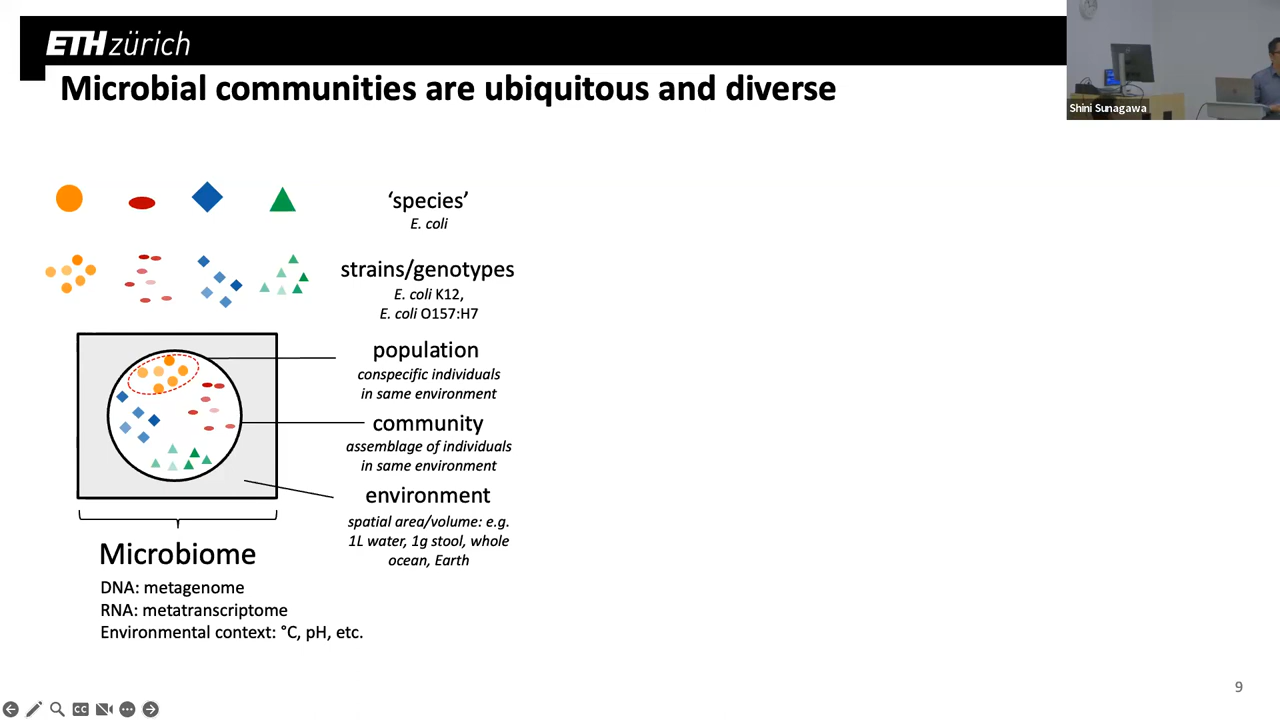 ETH zürich
Microbial communities are ubiquitous and diverse
Shini Sunagawa
‘species’
E. coli
strains/genotypes
E. coli K12,
E. coli O157:H7
population
conspecific individuals
in same environment
community
assemblage of individuals
in same environment
environment
spatial area/volume: e.g.
1L water, 1g stool, whole
ocean, Earth
Microbiome
DNA: metagenome
RNA: metatranscriptome
Environmental context: °C, pH, etc.
9
CC